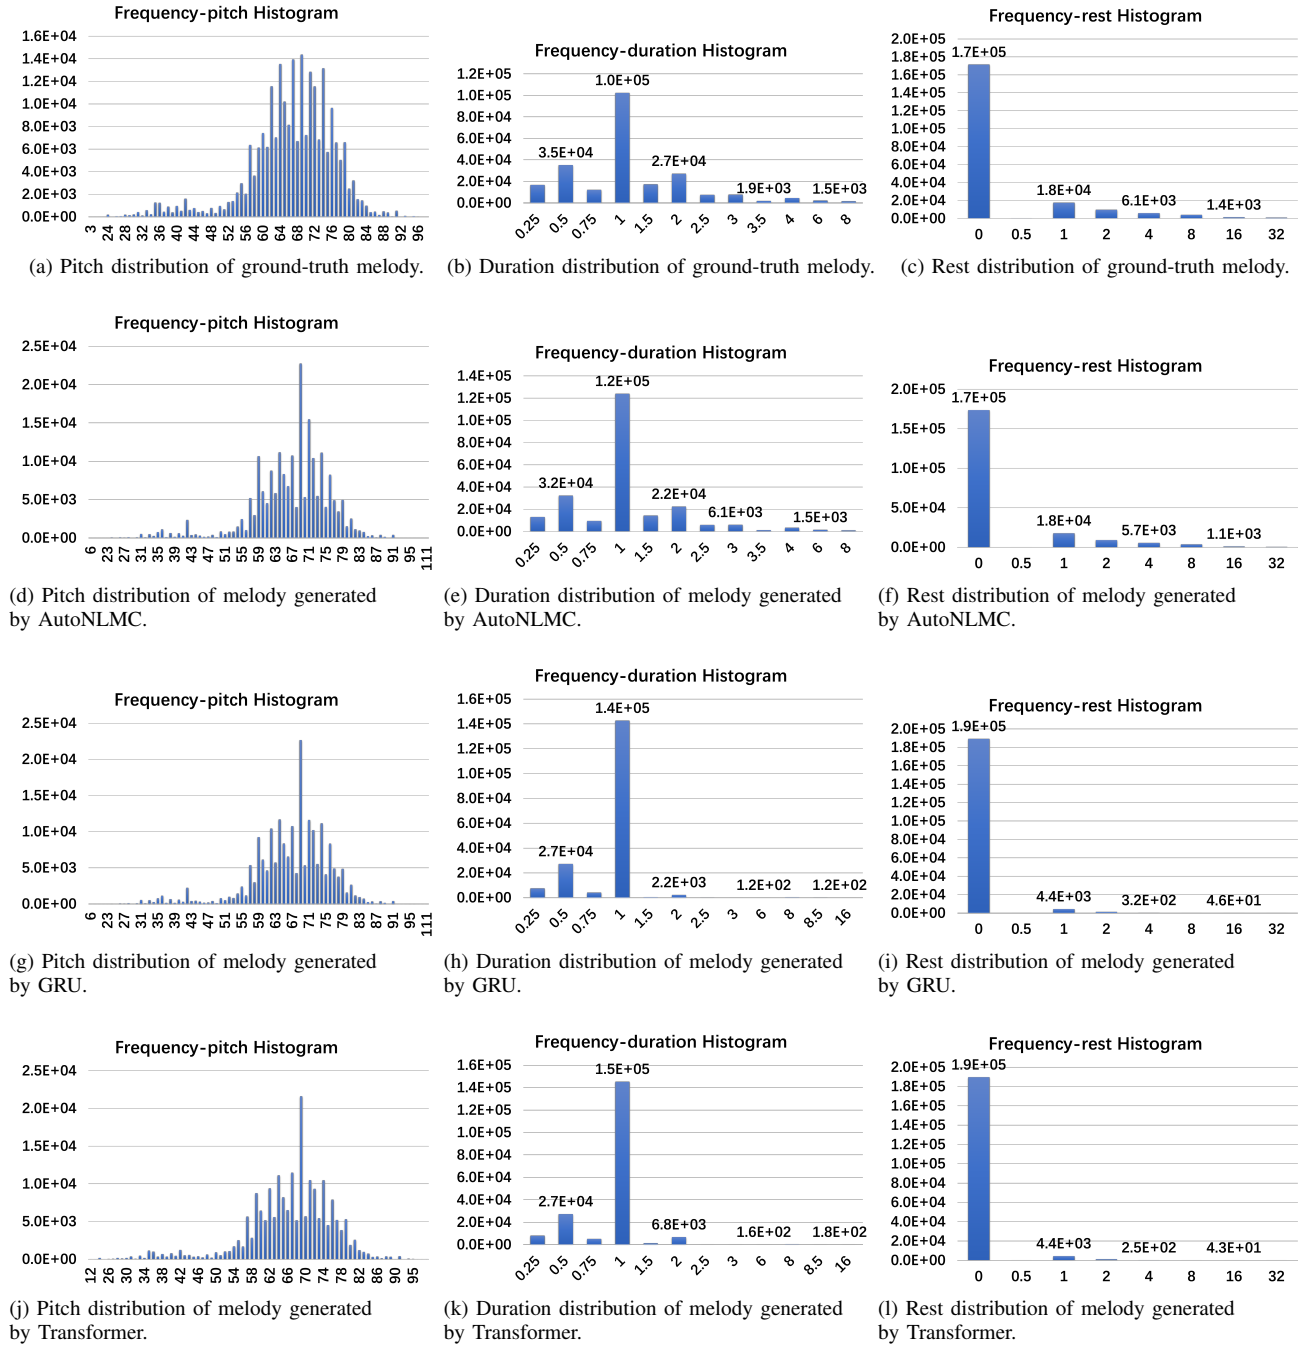 Frequency-pitch Histogram
1.6E+04
1.4E+04
1.2E+04
1.0E+04
8.0E+03
6.0E+03
4.0E+03
2.0E+03
0.0E+00
3 24 28 32 36 40 44 48 52 56 60 64 68 72 76 80 84 88 92 96
(a) Pitch distribution of ground-truth melody.
Frequency-duration Histogram
1.2E+05
1.0E+05
8.0E+04
6.0E+04
4.0E+04
2.0E+04
0.0E+00
3.5E+04 1.0E+05 2.7E+04 1.9E+03 1.5E+03
0.25 0.5 0.75 1 1.5 2 2.5 3 3.5 4 6 8
(b) Duration distribution of ground-truth melody.
Frequency-rest Histogram
2.0E+05
1.8E+05
1.6E+05
1.4E+05
1.2E+05
1.0E+05
8.0E+04
6.0E+04
4.0E+04
2.0E+04
0.0E+00
1.7E+05 1.8E+04 6.1E+03 1.4E+03
0 0.5 1 2 4 8 16 32
(c) Rest distribution of ground-truth melody.
Frequency-pitch Histogram
2.5E+04
2.0E+04
1.5E+04
1.0E+04
5.0E+03
0.0E+00
6 23 27 31 35 39 43 47 51 55 59 63 67 71 75 79 83 87 91 95 111
(d) Pitch distribution of melody generated
by AutoNLMC.
Frequency-duration Histogram
1.4E+05
1.2E+05
1.0E+05
8.0E+04
6.0E+04
4.0E+04
2.0E+04
0.0E+00
3.2E+04 1.2E+05 2.2E+04 6.1E+03 1.5E+03
0.25 0.5 0.75 1 1.5 2 2.5 3 3.5 4 6 8
(e) Duration distribution of melody generated
by AutoNLMC.
Frequency-rest Histogram
2.0E+05
1.5E+05
1.0E+05
5.0E+04
0.0E+00
1.7E+05 1.8E+04 5.7E+03 1.1E+03
0 0.5 1 2 4 8 16 32
(f) Rest distribution of melody generated
by AutoNLMC.
Frequency-pitch Histogram
2.5E+04
2.0E+04
1.5E+04
1.0E+04
5.0E+03
0.0E+00
6 23 27 31 35 39 43 47 51 55 59 63 67 71 75 79 83 87 91 95 111
(g) Pitch distribution of melody generated
by GRU.
Frequency-duration Histogram
1.6E+05
1.4E+05
1.2E+05
1.0E+05
8.0E+04
6.0E+04
4.0E+04
2.0E+04
0.0E+00
2.7E+04 1.4E+05 2.2E+03 1.2E+02 1.2E+02
0.25 0.5 0.75 1 1.5 2 2.5 3 6 8 8.5 16
(h) Duration distribution of melody generated
by GRU.
Frequency-rest Histogram
2.0E+05
1.8E+05
1.6E+05
1.4E+05
1.2E+05
1.0E+05
8.0E+04
6.0E+04
4.0E+04
2.0E+04
0.0E+00
1.9E+05 4.4E+03 3.2E+02 4.6E+01
0 0.5 1 2 4 8 16 32
(i) Rest distribution of melody generated
by GRU.
Frequency-pitch Histogram
2.5E+04
2.0E+04
1.5E+04
1.0E+04
5.0E+03
0.0E+00
12 26 30 34 38 42 46 50 54 58 62 66 70 74 78 82 86 90 95
(j) Pitch distribution of melody generated
by Transformer.
Frequency-duration Histogram
1.6E+05
1.4E+05
1.2E+05
1.0E+05
8.0E+04
6.0E+04
4.0E+04
2.0E+04
0.0E+00
2.7E+04 1.5E+05 6.8E+03 1.6E+02 1.8E+02
0.25 0.5 0.75 1 1.5 2 2.5 3 6 8 8.5 16
(k) Duration distribution of melody generated
by Transformer.
Frequency-rest Histogram
2.0E+05
1.8E+05
1.6E+05
1.4E+05
1.2E+05
1.0E+05
8.0E+04
6.0E+04
4.0E+04
2.0E+04
0.0E+00
1.9E+05 4.4E+03 2.5E+02 4.3E+01
0 0.5 1 2 4 8 16 32
(l) Rest distribution of melody generated
by Transformer.